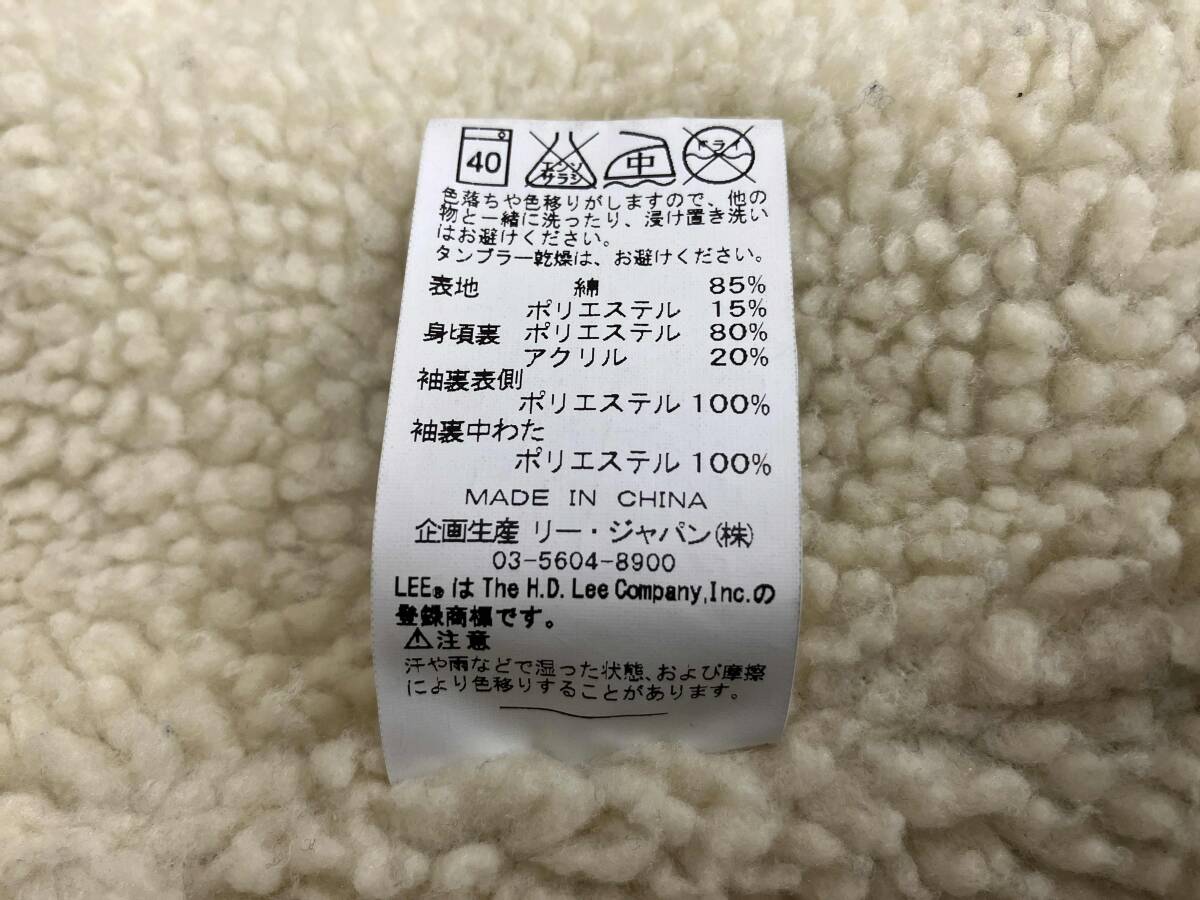 40 エンソ サラシ 中 ドライ
色落ちや色移りがしますので、他の
物と一緒に洗ったり、浸け置き洗い
はお避けください。
タンブラー乾燥は、お避けください。
表地 綿 85%
ポリエステル 15%
身頃裏 ポリエステル 80%
アクリル 20%
袖裏表側
ポリエステル 100%
袖裏中わた
ポリエステル 100%
MADE IN CHINA
企画生産 リー・ジャパン(株)
03-5604-8900
LEE®は The H.D. Lee Company,Inc.の
登録商標です。
⚠注意
汗や雨などで湿った状態、および摩擦
により色移りすることがあります。